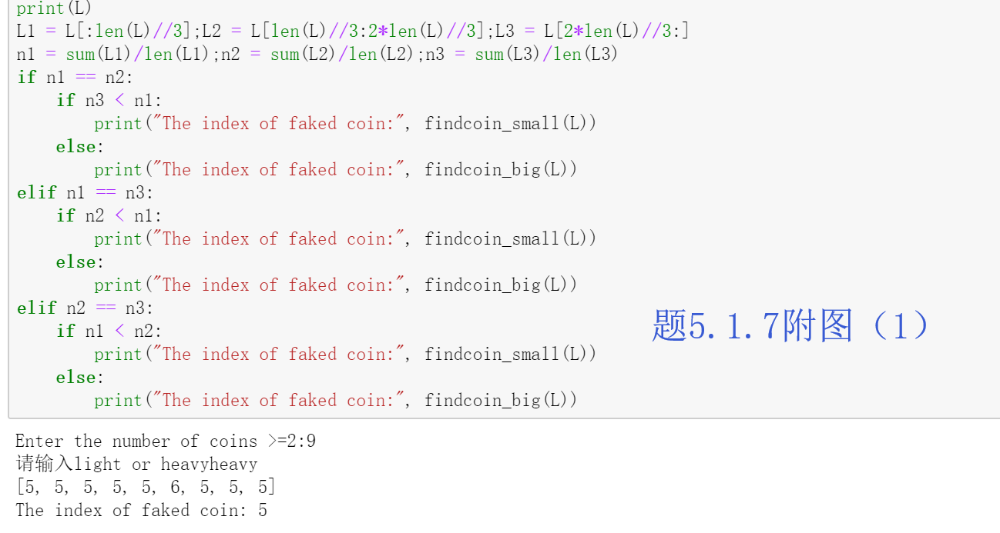 print(L)
L1 = L[:len(L)//3];L2 = L[len(L)//3:2*len(L)//3];L3 = L[2*len(L)//3:]
n1 = sum(L1)/len(L1);n2 = sum(L2)/len(L2);n3 = sum(L3)/len(L3)
if n1 == n2:
    if n3 < n1:
        print("The index of faked coin:", findcoin_small(L))
    else:
        print("The index of faked coin:", findcoin_big(L))
elif n1 == n3:
    if n2 < n1:
        print("The index of faked coin:", findcoin_small(L))
    else:
        print("The index of faked coin:", findcoin_big(L))
elif n2 == n3:
    if n1 < n2:
        print("The index of faked coin:", findcoin_small(L))
    else:
        print("The index of faked coin:", findcoin_big(L))
题5.1.7附图（1）
Enter the number of coins >=2:9
请输入light or heavyheavy
[5, 5, 5, 5, 5, 6, 5, 5, 5]
The index of faked coin: 5